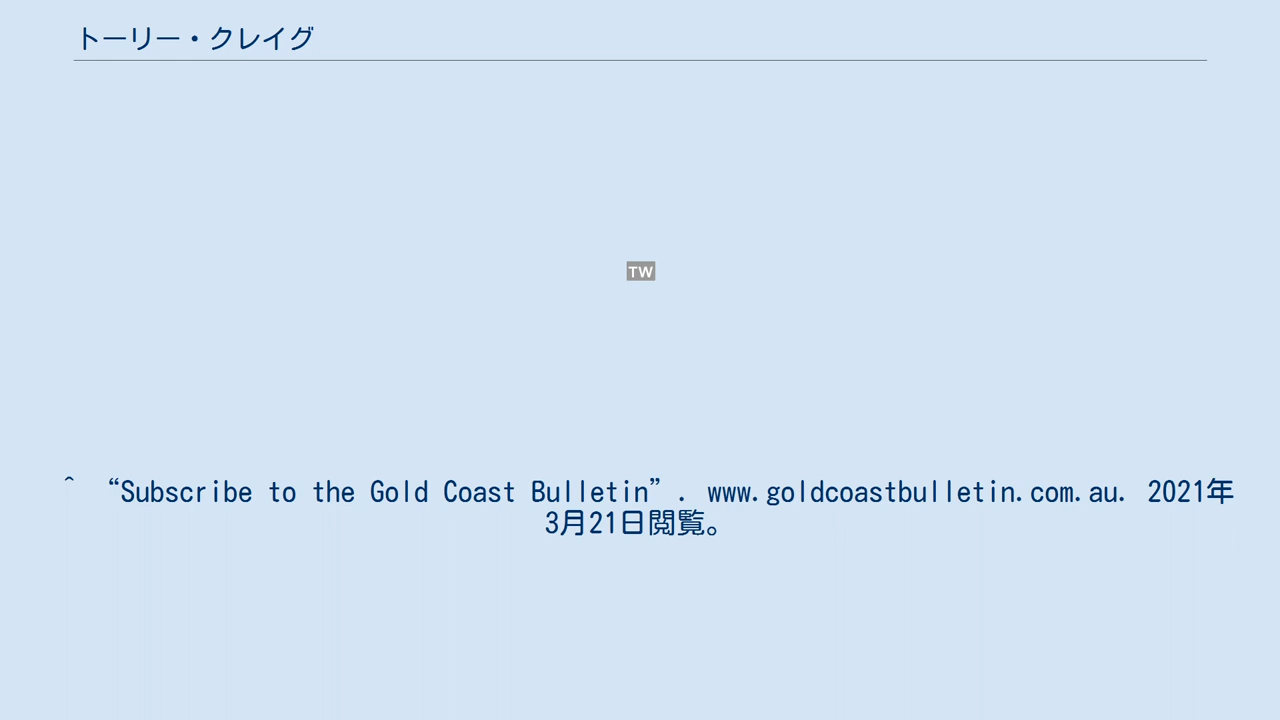 トーリー・クレイグ
TW
^ “Subscribe to the Gold Coast Bulletin”. www.goldcoastbulletin.com.au. 2021年
3月21日閲覧。